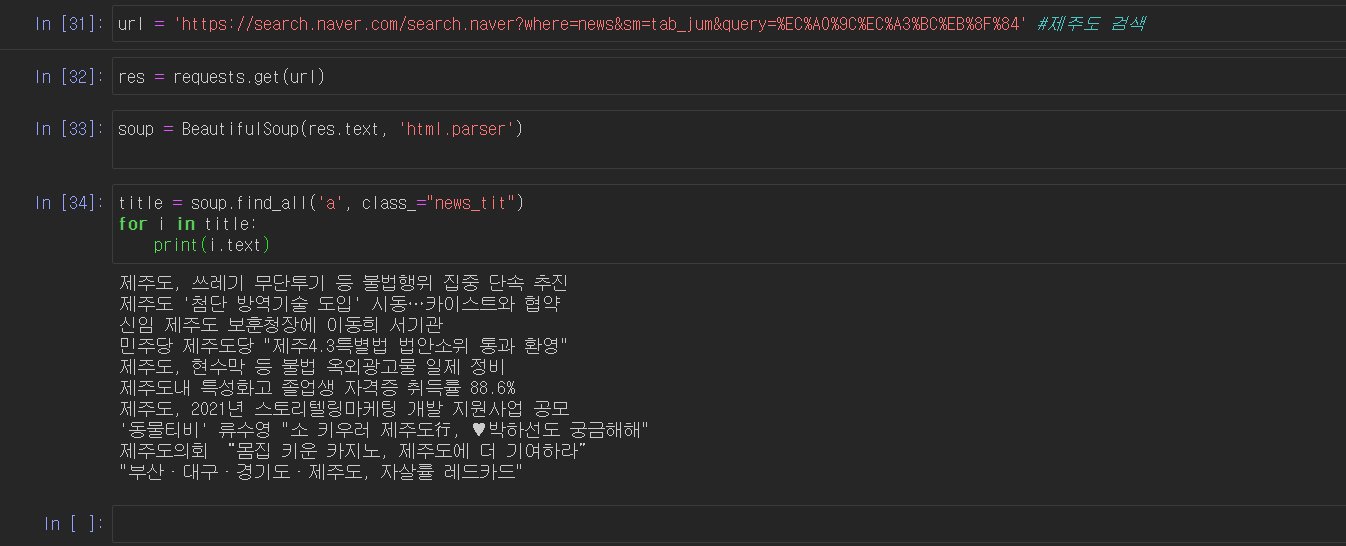 In [31]: url = 'https://search.naver.com/search.naver?where=news&sm=tab_jum&query=%EC%A0%9C%EC%A3%BC%EB%8F%84' #제주도 검색
In [32]: res = requests.get(url)
In [33]: soup = BeautifulSoup(res.text, 'html.parser')
In [34]: title = soup.find_all('a', class_="news_tit")
for i in title:
    print(i.text)
제주도, 쓰레기 무단투기 등 불법행위 집중 단속 추진
제주도 '첨단 방역기술 도입' 시동…카이스트와 협약
신임 제주도 보훈청장에 이동희 서기관
민주당 제주도당 "제주4.3특별법 법안소위 통과 환영"
제주도, 현수막 등 불법 옥외광고물 일제 정비
제주도내 특성화고 졸업생 자격증 취득률 88.6%
제주도, 2021년 스토리텔링마케팅 개발 지원사업 공모
'동물티비' 류수영 "소 키우러 제주도行, ♥박하선도 궁금해해"
제주도의회 “몸집 키운 카지노, 제주도에 더 기여하라”
"부산·대구·경기도·제주도, 자살률 레드카드"
In [ ]: